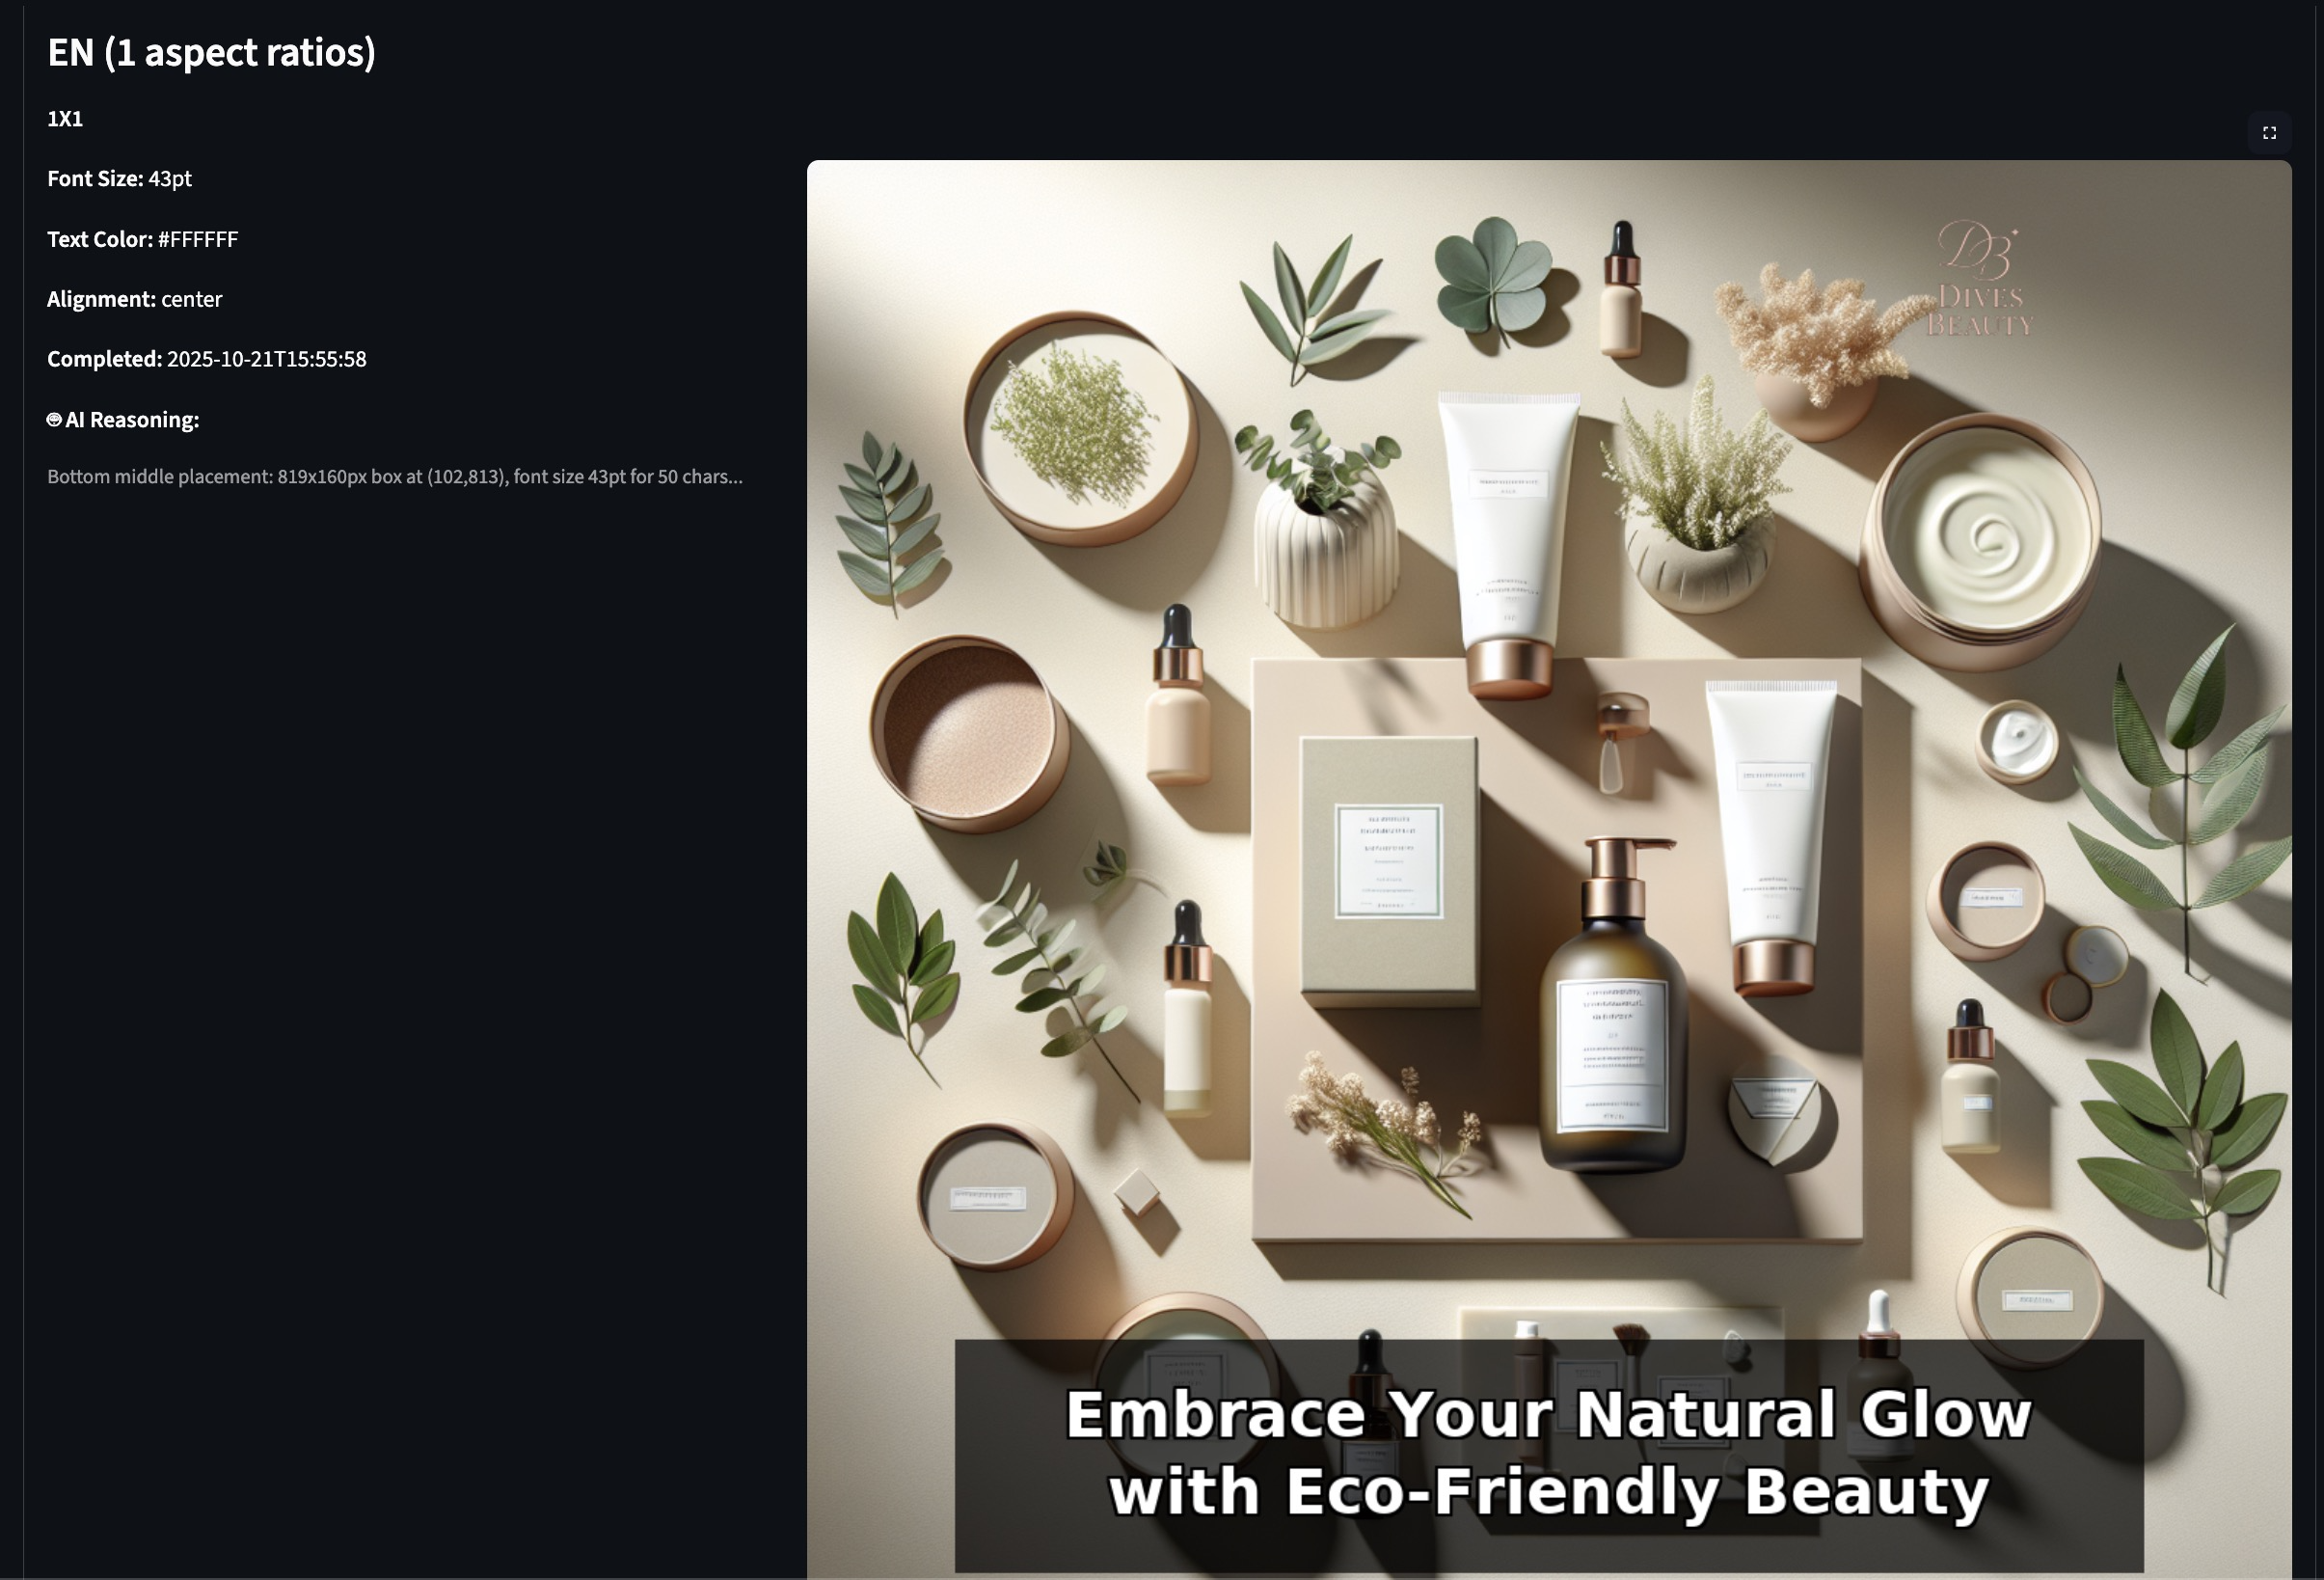 EN (1 aspect ratios)
1X1
Font Size: 43pt
Text Color: #FFFFFF
Alignment: center
Completed: 2025-10-21T15:55:58
AI Reasoning:
Bottom middle placement: 819x160px box at (102,813), font size 43pt for 50 chars...
DB
DIVES
BEAUTY
Embrace Your Natural Glow
with Eco-Friendly Beauty